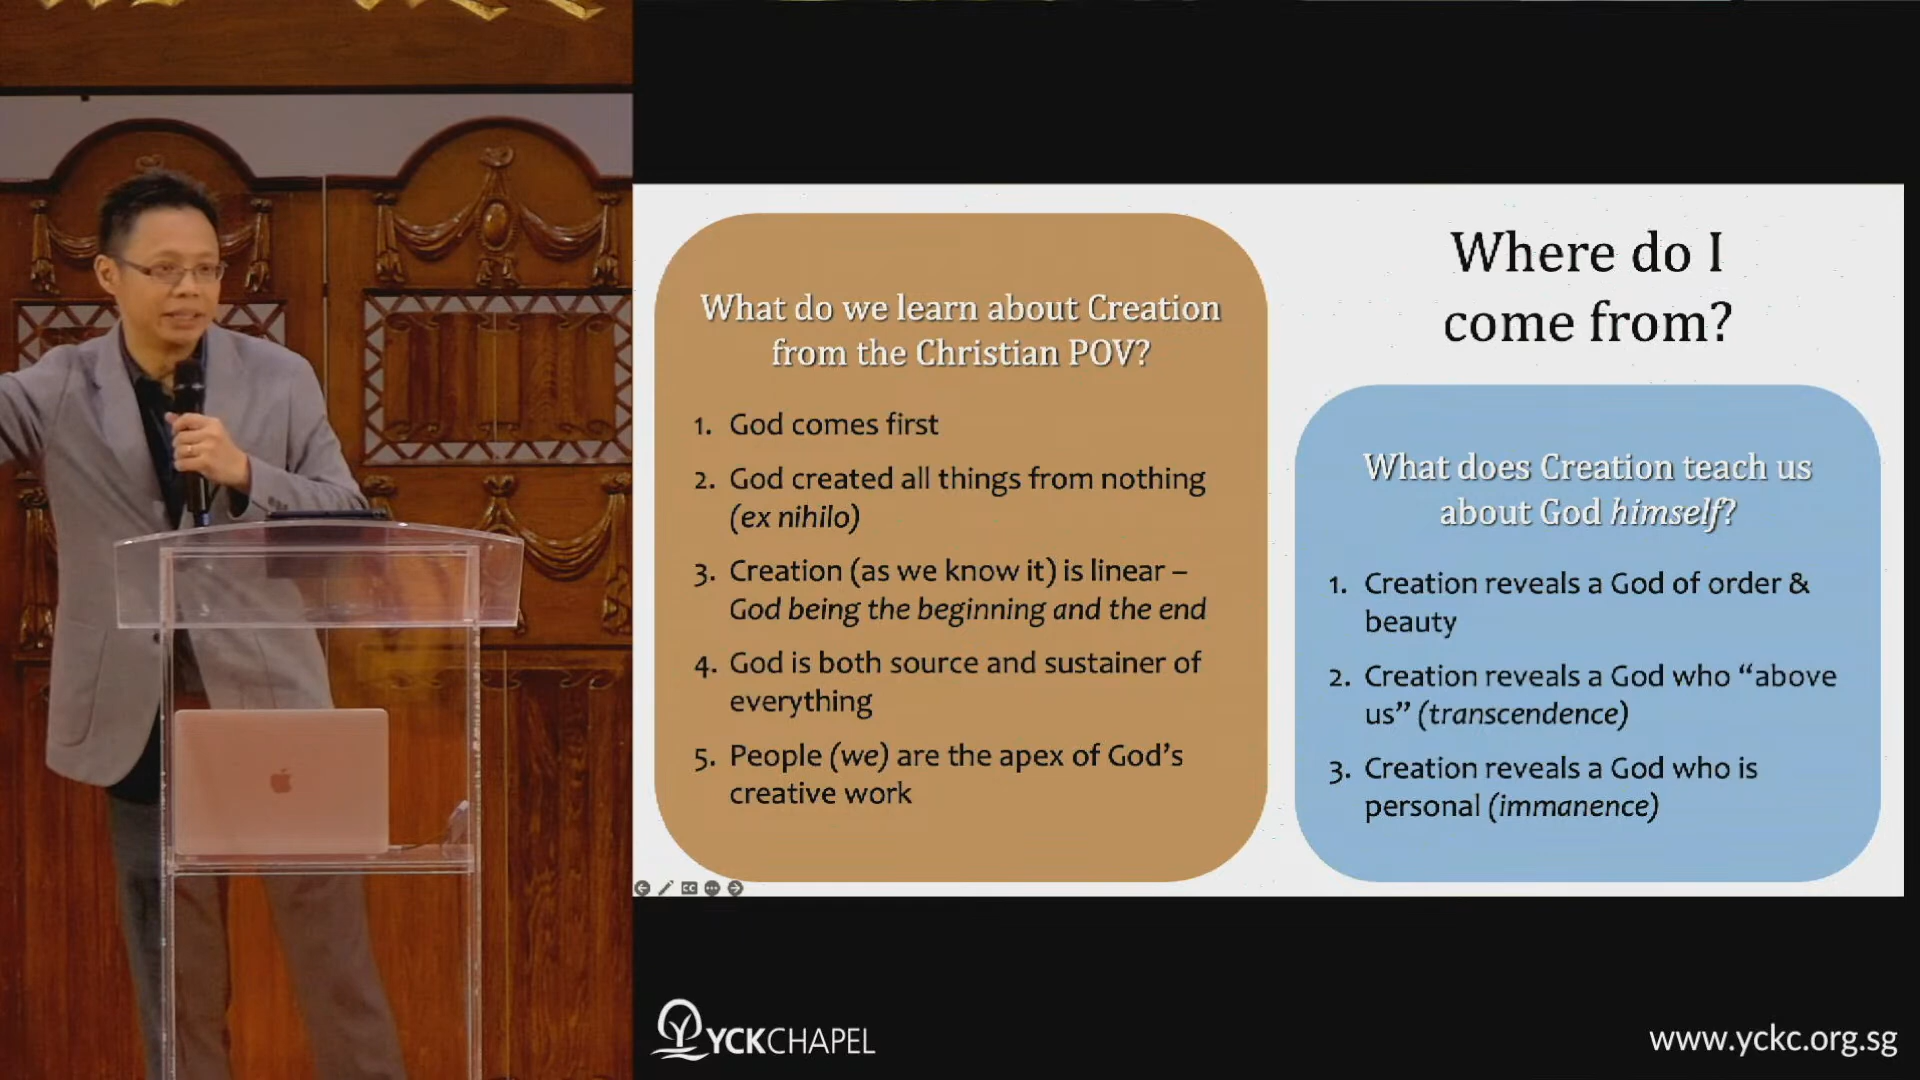 What do we learn about Creation
from the Christian POV?
1. God comes first
2. God created all things from nothing
(ex nihilo)
3. Creation (as we know it) is linear –
God being the beginning and the end
4. God is both source and sustainer of
everything
5. People (we) are the apex of God's
creative work
Where do I
come from?
What does Creation teach us
about God himself?
1. Creation reveals a God of order &
beauty
2. Creation reveals a God who “above
us” (transcendence)
3. Creation reveals a God who is
personal (immanence)
YCKCHAPEL
www.yckc.org.sg